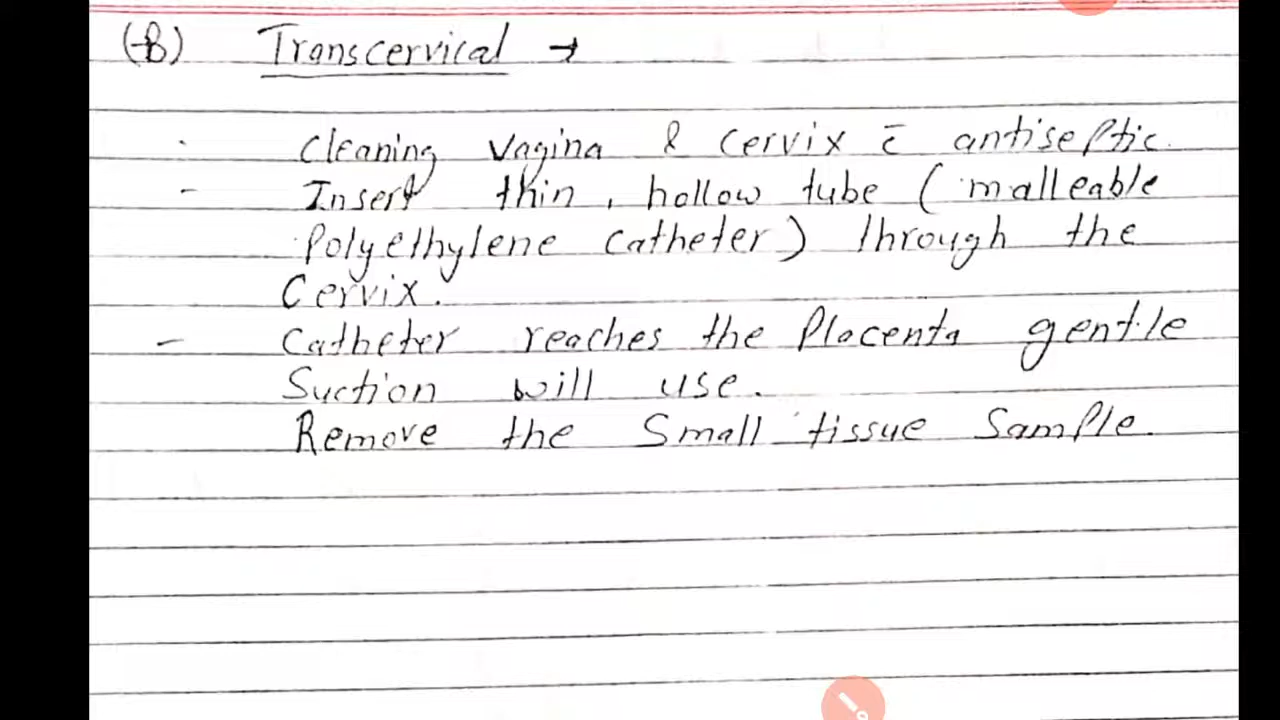 (B) Transcervical →
· Cleaning vagina & cervix c̄ antiseptic.
- Insert thin, hollow tube (malleable
Polyethylene catheter) through the
Cervix.
- Catheter reaches the Placenta gentle
Suction will use.
Remove the Small tissue Sample.